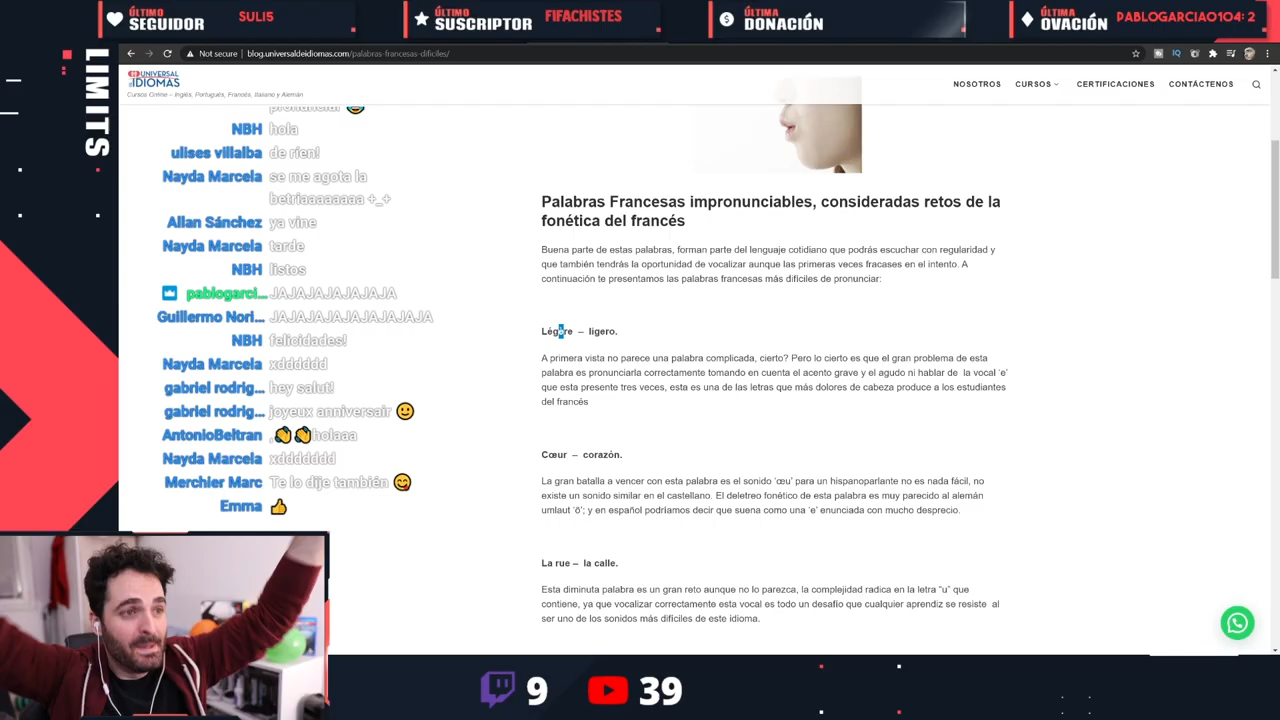 ÚLTIMO
SEGUIDOR
SULI5
ÚLTIMO
SUSCRIPTOR
FIFACHISTES
ÚLTIMA
DONACIÓN
ÚLTIMA
OVACIÓN
PABLOGARCIAO104: 2
LIMITS
Not secure
blog.universaldeidiomas.com/palabras-francesas-dificiles/
UNIVERSAL
IDIOMAS
Cursos Online – Inglés, Portugués, Francés, Italiano y Alemán
NOSOTROS
CURSOS
CERTIFICACIONES
CONTÁCTENOS
pronunciar 😂
NBH hola
ulises villalba de rien!
Nayda Marcela se me agota la
betriaaaaaaaa +_+
Allan Sánchez ya vine
Nayda Marcela tarde
NBH listos
pablogarci... JAJAJAJAJAJAJA
Guillermo Nori... JAJAJAJAJAJAJAJAJA
NBH felicidades!
Nayda Marcela xdddddd
gabriel rodrig... hey salut!
gabriel rodrig... joyeux anniversair 🙂
AntonioBeltran ,👏👏holaaa
Nayda Marcela xddddddd
Merchier Marc Te lo dije también 😋
Emma 👍
Palabras Francesas impronunciables, consideradas retos de la
fonética del francés
Buena parte de estas palabras, forman parte del lenguaje cotidiano que podrás escuchar con regularidad y
que también tendrás la oportunidad de vocalizar aunque las primeras veces fracases en el intento. A
continuación te presentamos las palabras francesas más difíciles de pronunciar:
Légère – ligero.
A primera vista no parece una palabra complicada, cierto? Pero lo cierto es que el gran problema de esta
palabra es pronunciarla correctamente tomando en cuenta el acento grave y el agudo ni hablar de la vocal 'e'
que esta presente tres veces, esta es una de las letras que más dolores de cabeza produce a los estudiantes
del francés
Cœur – corazón.
La gran batalla a vencer con esta palabra es el sonido 'œu' para un hispanoparlante no es nada fácil, no
existe un sonido similar en el castellano. El deletreo fonético de esta palabra es muy parecido al alemán
umlaut 'ö'; y en español podríamos decir que suena como una 'e' enunciada con mucho desprecio.
La rue – la calle.
Esta diminuta palabra es un gran reto aunque no lo parezca, la complejidad radica en la letra "u" que
contiene, ya que vocalizar correctamente esta vocal es todo un desafío que cualquier aprendiz se resiste al
ser uno de los sonidos más difíciles de este idioma.
9
39